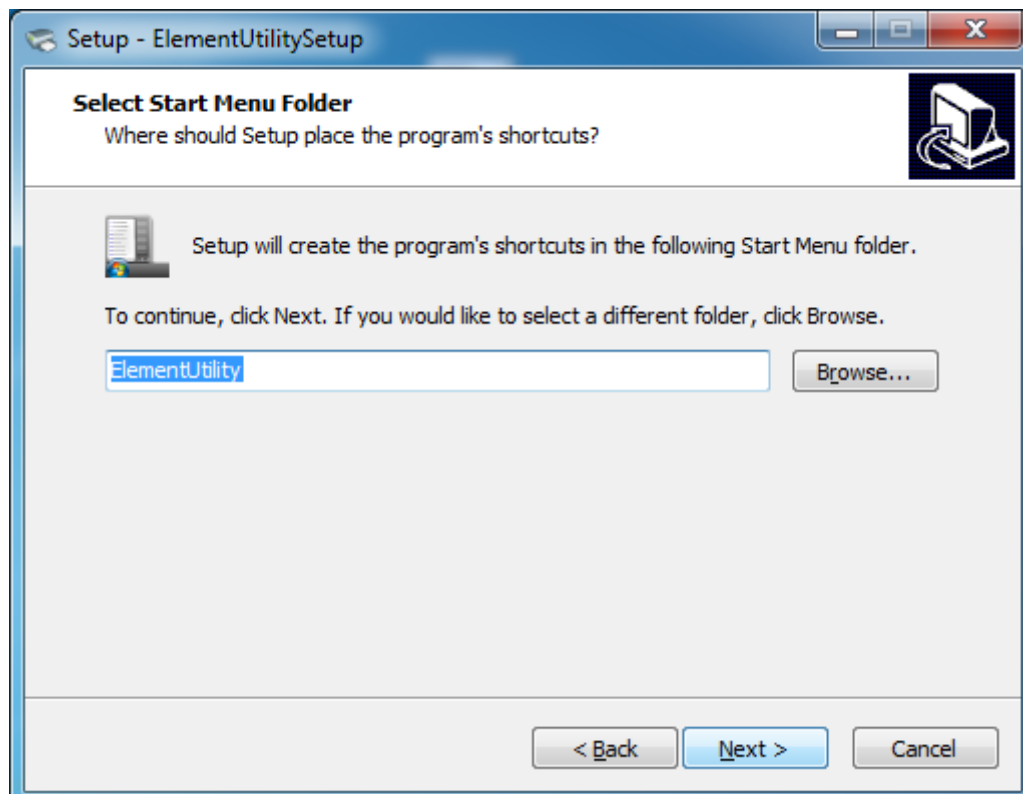 Setup - ElementUtilitySetup
Select Start Menu Folder
Where should Setup place the program's shortcuts?
Setup will create the program's shortcuts in the following Start Menu folder.
To continue, click Next. If you would like to select a different folder, click Browse.
ElementUtility
Browse...
< Back
Next >
Cancel